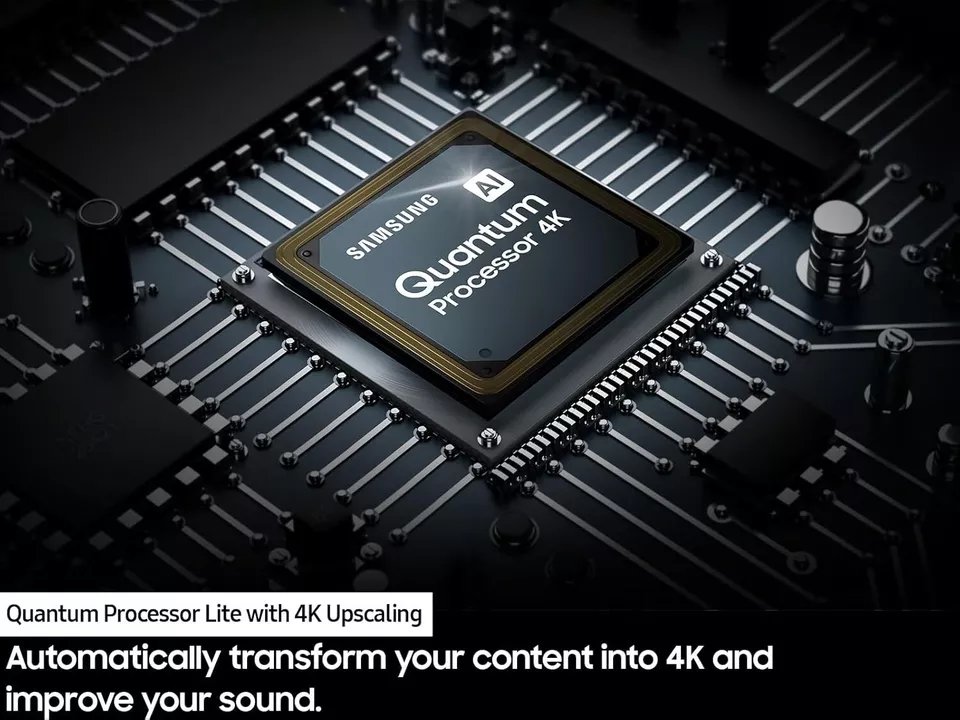 SAMSUNG
AI
Quantum
Processor 4K
Quantum Processor Lite with 4K Upscaling
Automatically transform your content into 4K and
improve your sound.